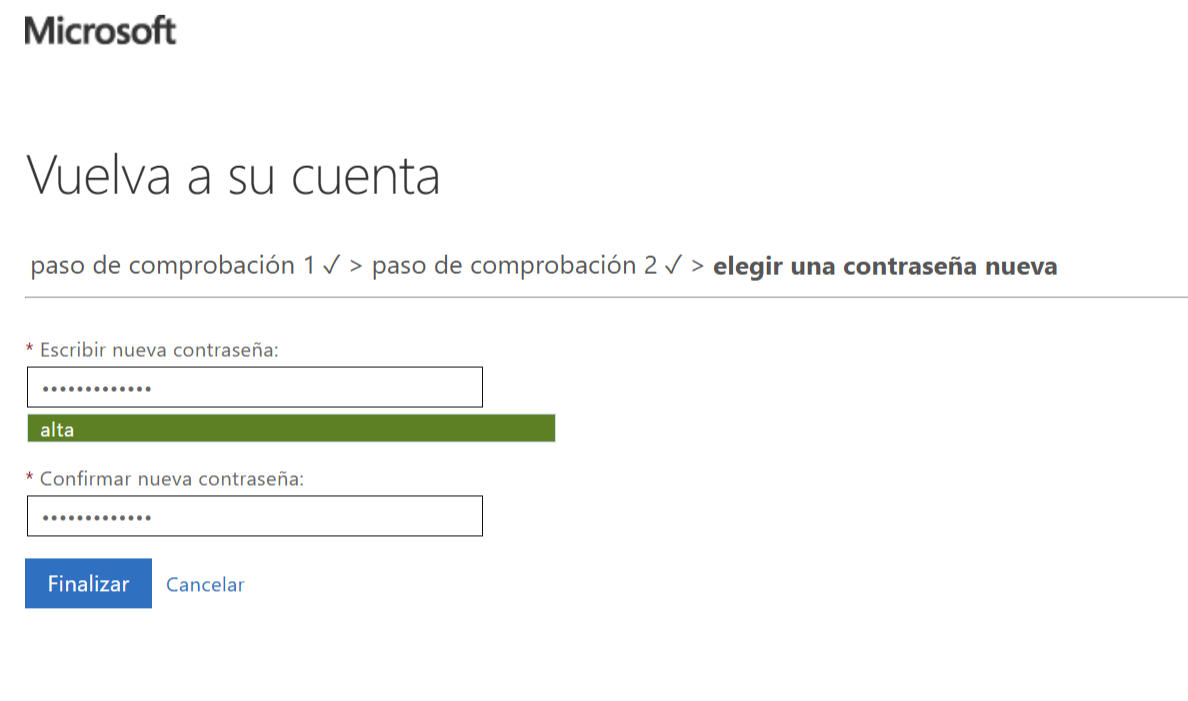 Microsoft
Vuelva a su cuenta
paso de comprobación 1 ✓ > paso de comprobación 2 ✓ > elegir una contraseña nueva
* Escribir nueva contraseña:
•••••••••••••
alta
* Confirmar nueva contraseña:
•••••••••••••
Finalizar Cancelar